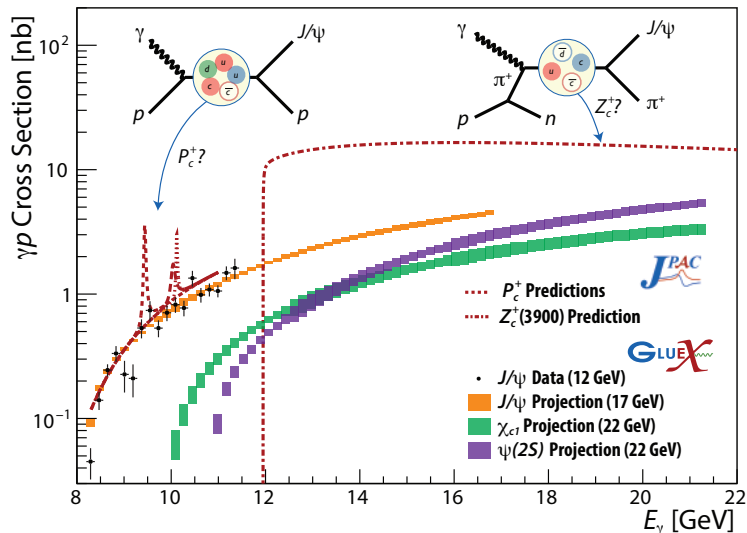 γp Cross Section [nb]
10²
10
1
10⁻¹
8
10
12
14
16
18
20
22
E_γ [GeV]
γ
p
d
u
u
c
c̅
J/ψ
p
P_c⁺?
γ
π⁺
p
n
d̅
c
u
c̅
J/ψ
π⁺
Z_c⁺?
JPAC
P_c⁺ Predictions
Z_c⁺(3900) Prediction
GLUEX
J/ψ Data (12 GeV)
J/ψ Projection (17 GeV)
χ_c1 Projection (22 GeV)
ψ(2S) Projection (22 GeV)